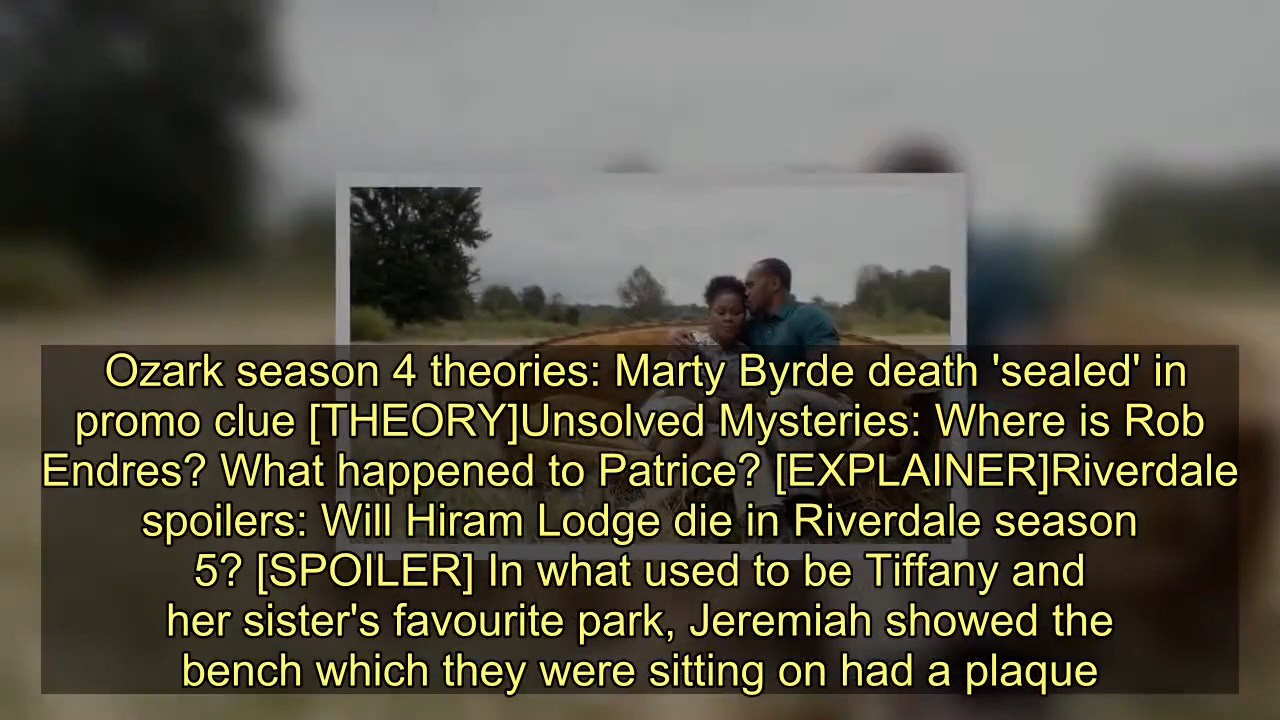 Ozark season 4 theories: Marty Byrde death 'sealed' in
promo clue [THEORY]Unsolved Mysteries: Where is Rob
Endres? What happened to Patrice? [EXPLAINER]Riverdale
spoilers: Will Hiram Lodge die in Riverdale season
5? [SPOILER] In what used to be Tiffany and
her sister's favourite park, Jeremiah showed the
bench which they were sitting on had a plaque